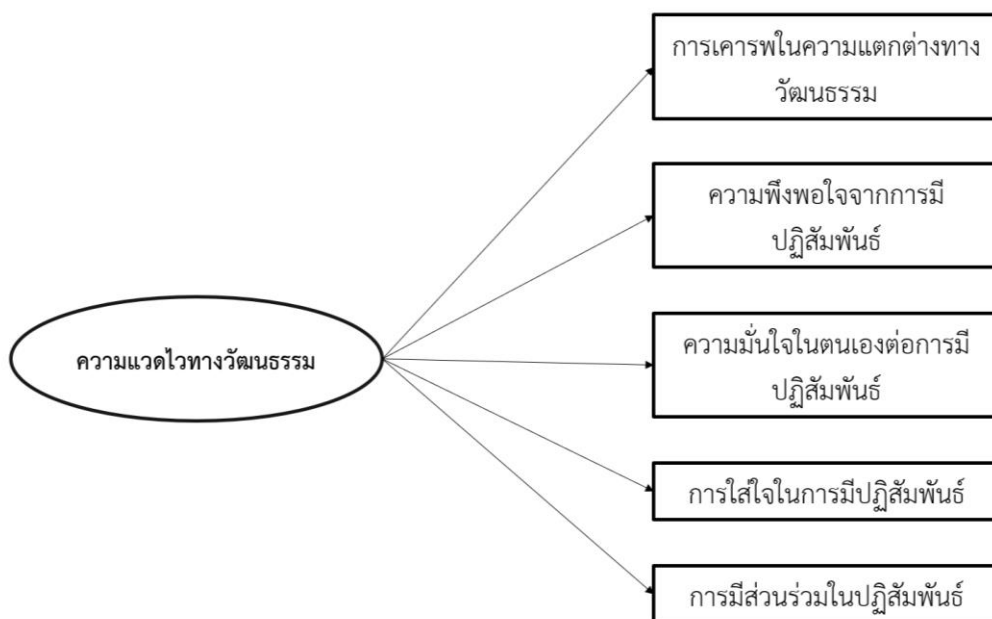 การเคารพในความแตกต่างทาง
วัฒนธรรม
ความพึงพอใจจากการมี
ปฏิสัมพันธ์
ความแวดไวทางวัฒนธรรม
ความมั่นใจในตนเองต่อการมี
ปฏิสัมพันธ์
การใส่ใจในการมีปฏิสัมพันธ์
การมีส่วนร่วมในปฏิสัมพันธ์